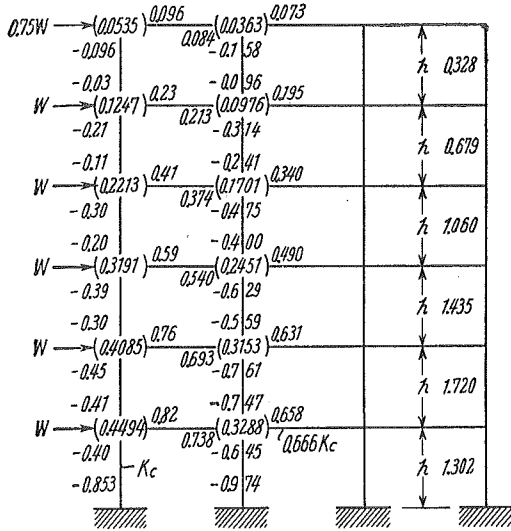 0.75W (0.0535) 0.096 0.084 (0.0363) 0.073
-0.096 -0.158
h 0.328
-0.03 -0.096
W (0.1247) 0.23 0.213 (0.0976) 0.195
-0.21 -0.314
h 0.679
-0.11 -0.241
W (0.2213) 0.41 0.374 (0.1701) 0.340
-0.30 -0.475
h 1.060
-0.20 -0.400
W (0.3191) 0.59 0.540 (0.2451) 0.490
-0.39 -0.629
h 1.435
-0.30 -0.559
W (0.4085) 0.76 0.693 (0.3153) 0.631
-0.45 -0.761
h 1.720
-0.41 -0.747
W (0.4494) 0.82 0.738 (0.3288) 0.658
0.666Kc
-0.40 -0.645
Kc h 1.302
-0.853 -0.974